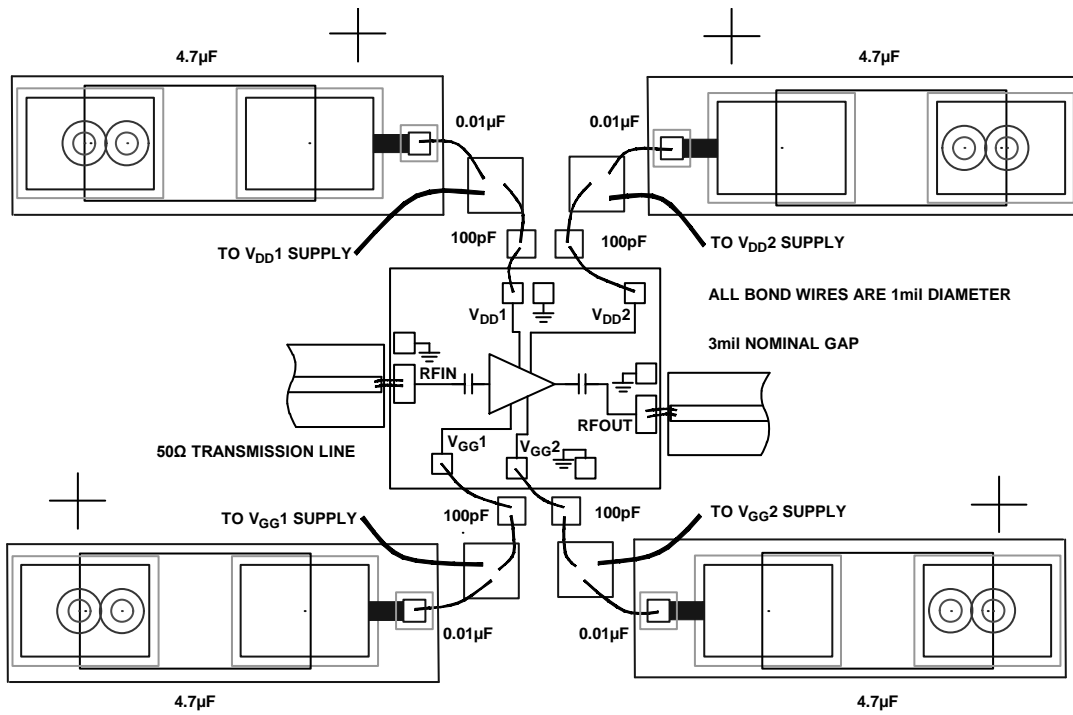 4.7µF
4.7µF
0.01µF
0.01µF
TO VDD1 SUPPLY
100pF
100pF
TO VDD2 SUPPLY
VDD1
VDD2
ALL BOND WIRES ARE 1mil DIAMETER
3mil NOMINAL GAP
RFIN
RFOUT
50Ω TRANSMISSION LINE
VGG1
VGG2
TO VGG1 SUPPLY
100pF
100pF
TO VGG2 SUPPLY
0.01µF
0.01µF
4.7µF
4.7µF